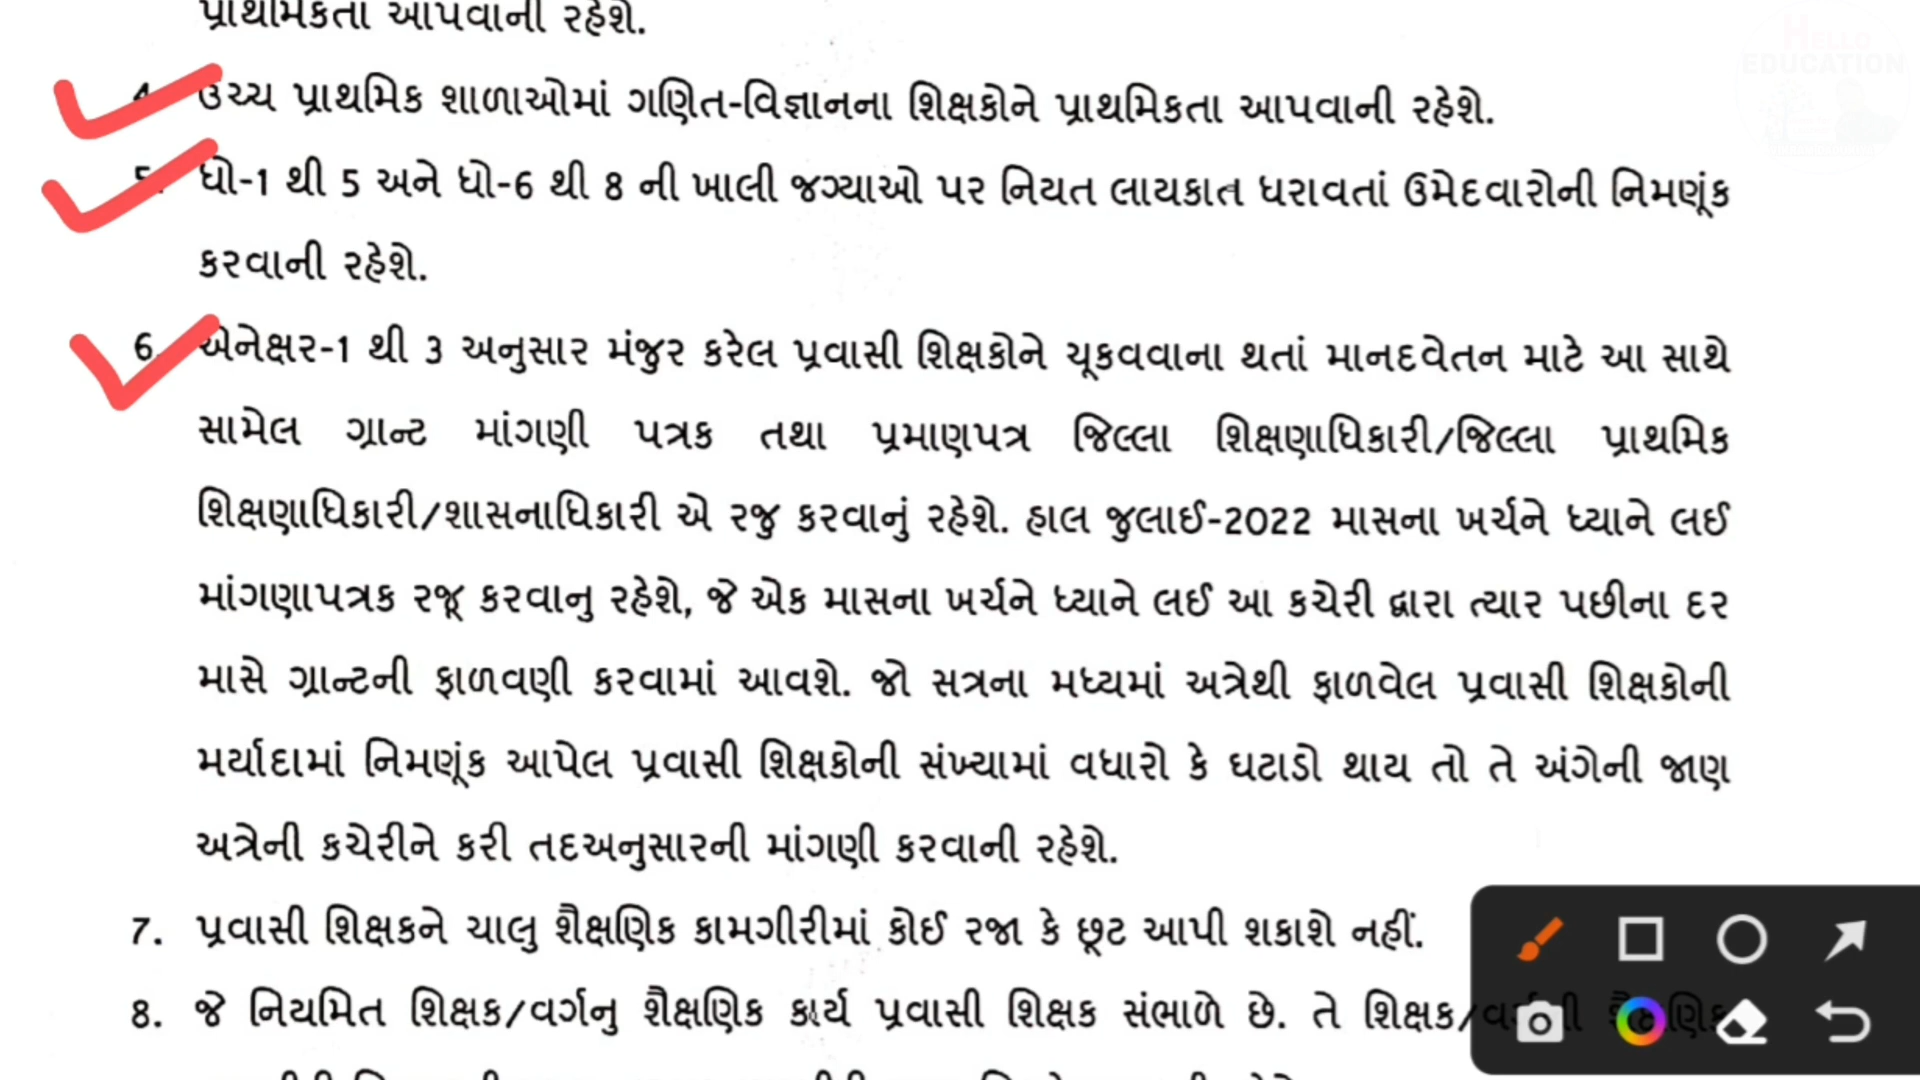 પ્રાથમિકતા આપવાની રહેશે.
HELLO
EDUCATION
4. ઉચ્ચ પ્રાથમિક શાળાઓમાં ગણિત-વિજ્ઞાનના શિક્ષકોને પ્રાથમિકતા આપવાની રહેશે.
5. ધો-1 થી 5 અને ધો-6 થી 8 ની ખાલી જગ્યાઓ પર નિયત લાયકાત ધરાવતાં ઉમેદવારોની નિમણૂંક
કરવાની રહેશે.
6. એનેક્ષર-1 થી 3 અનુસાર મંજુર કરેલ પ્રવાસી શિક્ષકોને ચૂકવવાના થતાં માનદવેતન માટે આ સાથે
સામેલ ગ્રાન્ટ માંગણી પત્રક તથા પ્રમાણપત્ર જિલ્લા શિક્ષણાધિકારી/જિલ્લા પ્રાથમિક
શિક્ષણાધિકારી/શાસનાધિકારી એ રજુ કરવાનું રહેશે. હાલ જુલાઈ-2022 માસના ખર્ચને ધ્યાને લઈ
માંગણાપત્રક રજૂ કરવાનુ રહેશે, જે એક માસના ખર્ચને ધ્યાને લઈ આ કચેરી દ્વારા ત્યાર પછીના દર
માસે ગ્રાન્ટની ફાળવણી કરવામાં આવશે. જો સત્રના મધ્યમાં અત્રેથી ફાળવેલ પ્રવાસી શિક્ષકોની
મર્યાદામાં નિમણૂંક આપેલ પ્રવાસી શિક્ષકોની સંખ્યામાં વધારો કે ઘટાડો થાય તો તે અંગેની જાણ
અત્રેની કચેરીને કરી તદઅનુસારની માંગણી કરવાની રહેશે.
7. પ્રવાસી શિક્ષકને ચાલુ શૈક્ષણિક કામગીરીમાં કોઈ રજા કે છૂટ આપી શકાશે નહીં.
8. જે નિયમિત શિક્ષક/વર્ગનુ શૈક્ષણિક કાર્ય પ્રવાસી શિક્ષક સંભાળે છે. તે શિક્ષક/વર્ગની શૈક્ષણિક